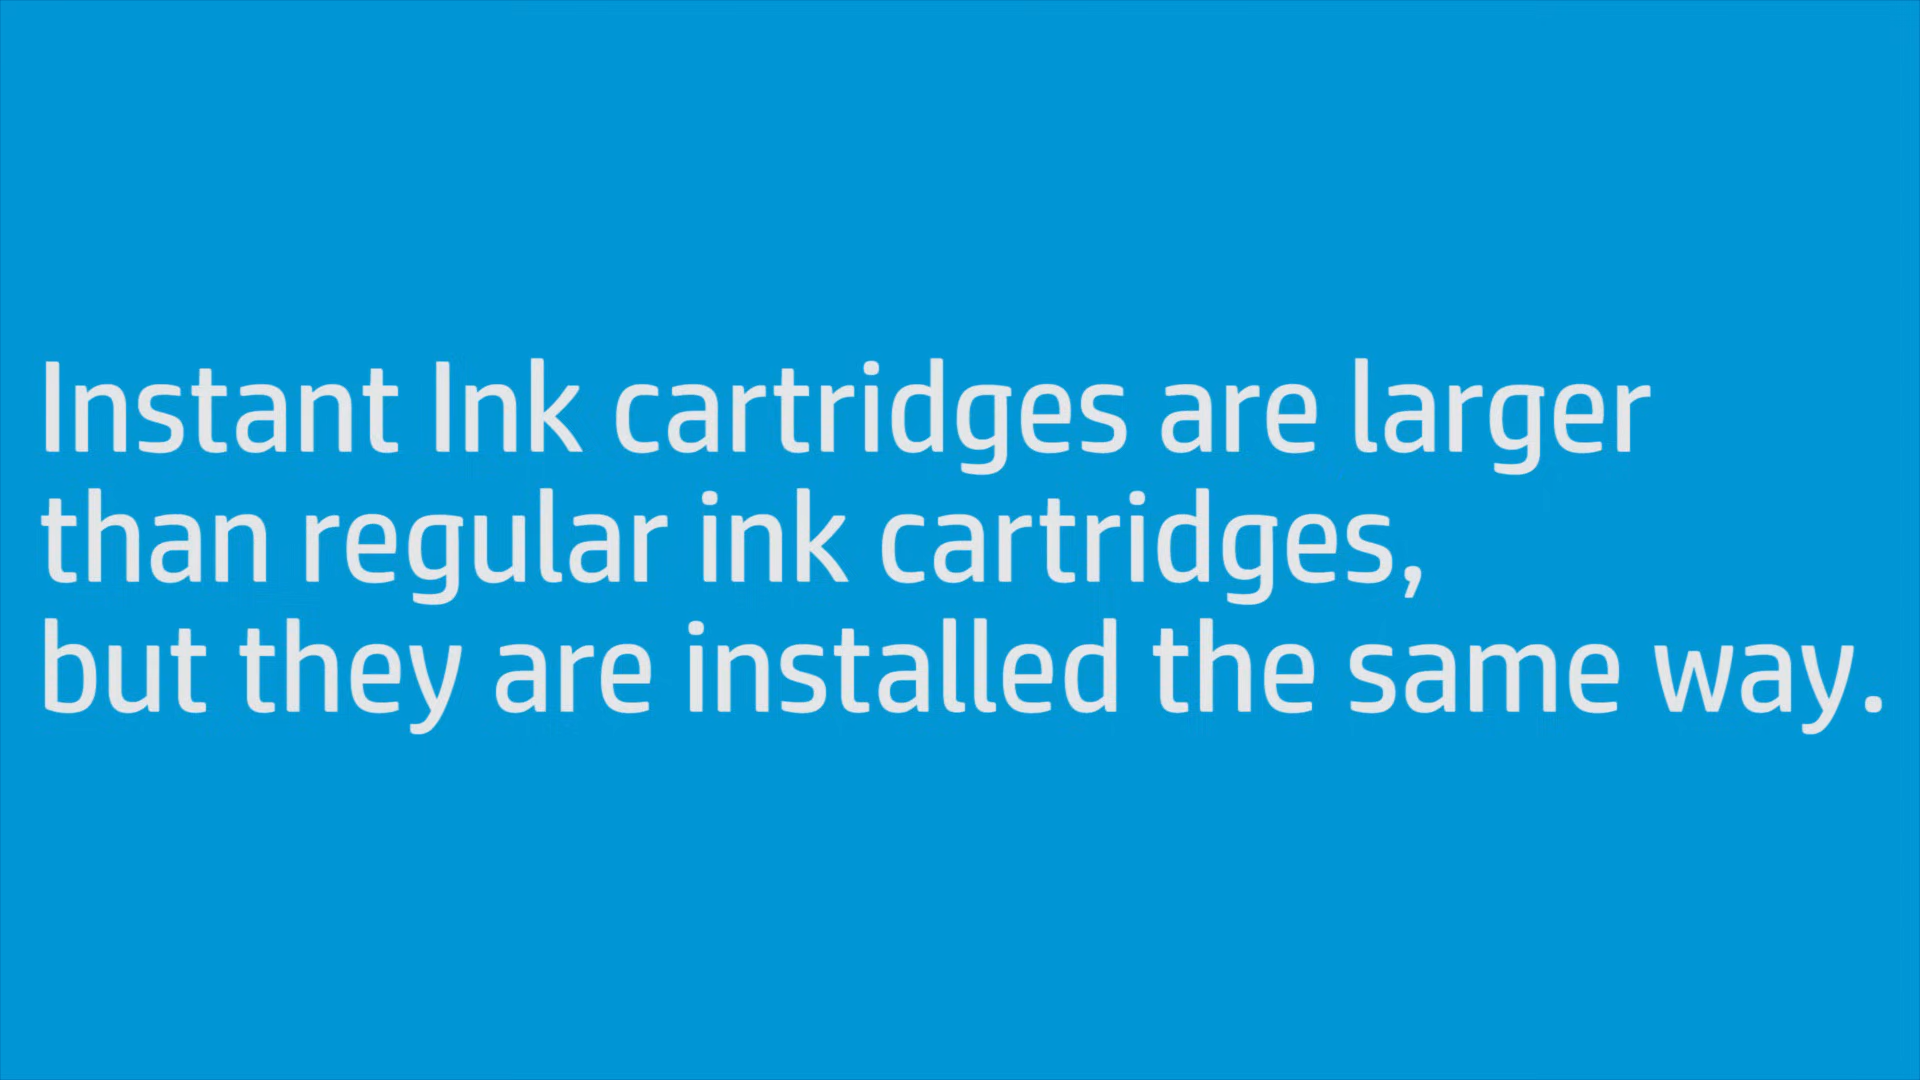 Instant Ink cartridges are larger
than regular ink cartridges,
but they are installed the same way.